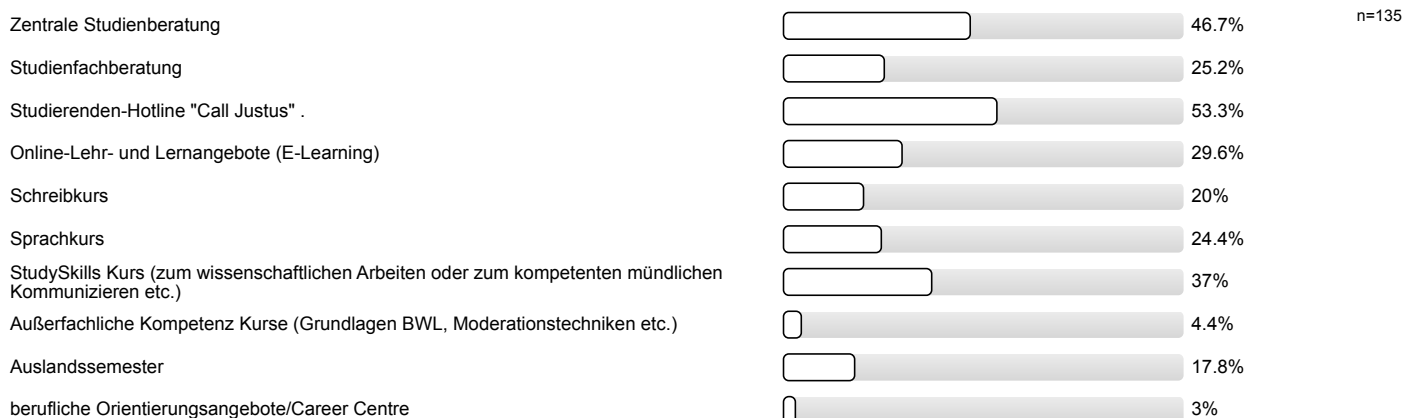 Zentrale Studienberatung 46.7% n=135
Studienfachberatung 25.2%
Studierenden-Hotline "Call Justus" . 53.3%
Online-Lehr- und Lernangebote (E-Learning) 29.6%
Schreibkurs 20%
Sprachkurs 24.4%
StudySkills Kurs (zum wissenschaftlichen Arbeiten oder zum kompetenten mündlichen
Kommunizieren etc.) 37%
Außerfachliche Kompetenz Kurse (Grundlagen BWL, Moderationstechniken etc.) 4.4%
Auslandssemester 17.8%
berufliche Orientierungsangebote/Career Centre 3%